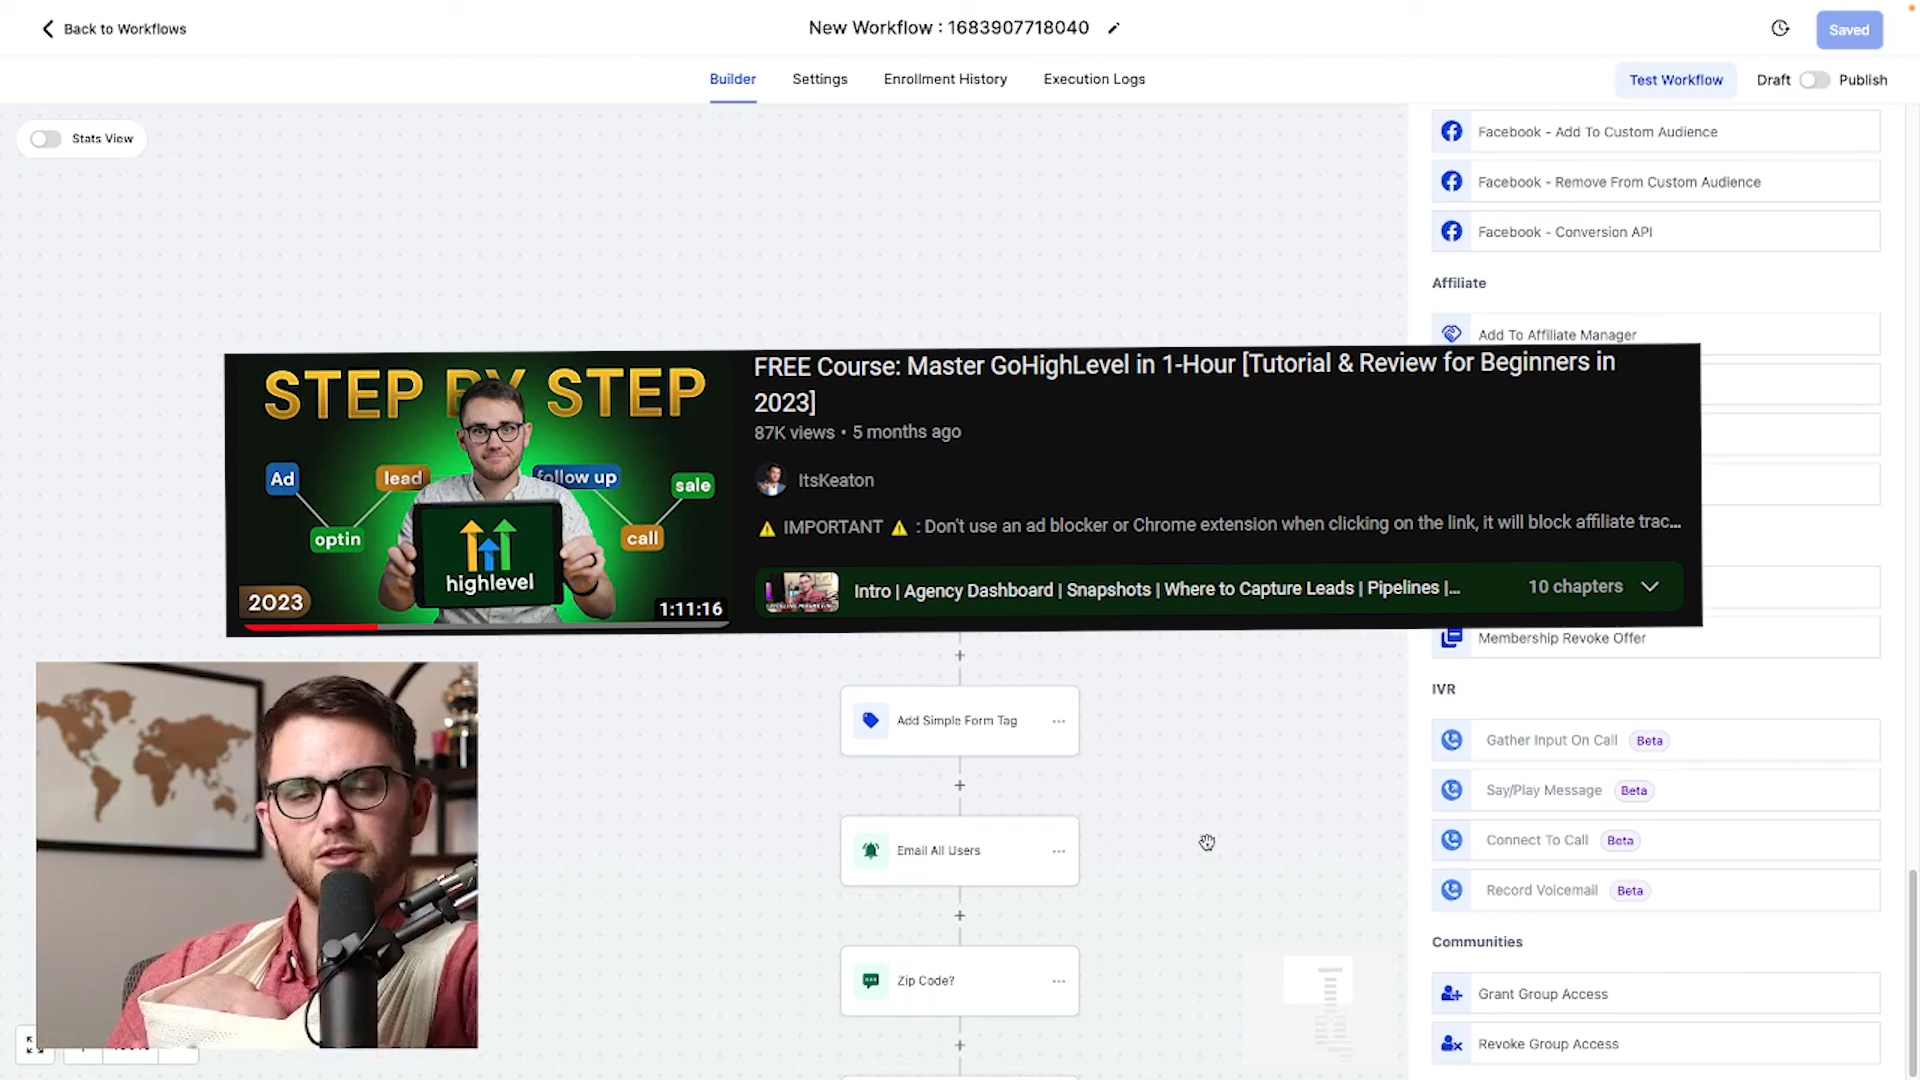 Back to Workflows
New Workflow : 1683907718040
Saved
Builder
Settings
Enrollment History
Execution Logs
Test Workflow
Draft
Publish
Stats View
Facebook - Add To Custom Audience
Facebook - Remove From Custom Audience
Facebook - Conversion API
Affiliate
Add To Affiliate Manager
STEP BY STEP
Ad
lead
follow up
sale
optin
call
highlevel
2023
1:11:16
FREE Course: Master GoHighLevel in 1-Hour [Tutorial & Review for Beginners in
2023]
87K views • 5 months ago
ItsKeaton
⚠ IMPORTANT ⚠ : Don't use an ad blocker or Chrome extension when clicking on the link, it will block affiliate trac...
Intro | Agency Dashboard | Snapshots | Where to Capture Leads | Pipelines |...
10 chapters
Membership Revoke Offer
IVR
Gather Input On Call Beta
Say/Play Message Beta
Connect To Call Beta
Record Voicemail Beta
Communities
Grant Group Access
Revoke Group Access
Add Simple Form Tag
Email All Users
Zip Code?